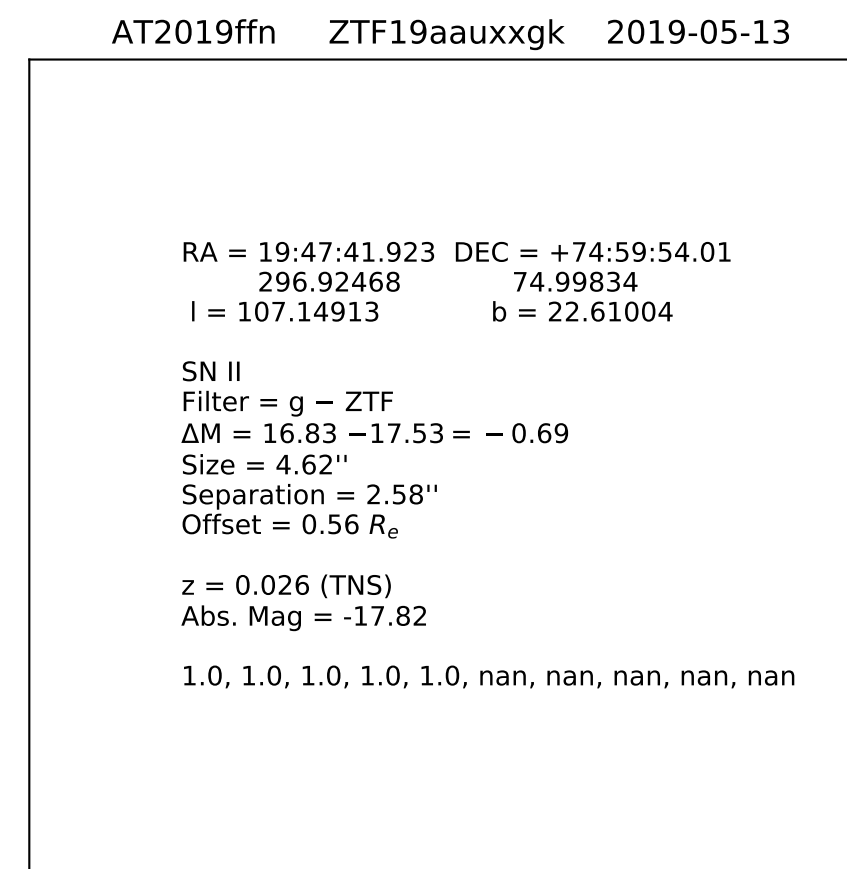 AT2019ffn ZTF19aauxxgk 2019-05-13
RA = 19:47:41.923 DEC = +74:59:54.01
296.92468 74.99834
l = 107.14913 b = 22.61004
SN II
Filter = g − ZTF
ΔM = 16.83 −17.53 = − 0.69
Size = 4.62''
Separation = 2.58''
Offset = 0.56 Rₑ
z = 0.026 (TNS)
Abs. Mag = -17.82
1.0, 1.0, 1.0, 1.0, 1.0, nan, nan, nan, nan, nan